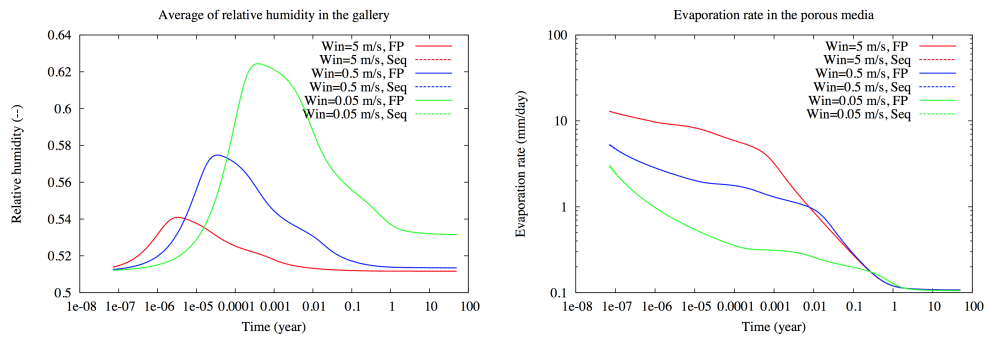 Average of relative humidity in the gallery
0.64
0.62
0.6
0.58
0.56
0.54
0.52
0.5
Relative humidity (--)
Win=5 m/s, FP
Win=5 m/s, Seq
Win=0.5 m/s, FP
Win=0.5 m/s, Seq
Win=0.05 m/s, FP
Win=0.05 m/s, Seq
1e-08 1e-07 1e-06 1e-05 0.0001 0.001 0.01 0.1 1 10 100
Time (year)
Evaporation rate in the porous media
100
10
1
0.1
Evaporation rate (mm/day)
Win=5 m/s, FP
Win=5 m/s, Seq
Win=0.5 m/s, FP
Win=0.5 m/s, Seq
Win=0.05 m/s, FP
Win=0.05 m/s, Seq
1e-08 1e-07 1e-06 1e-05 0.0001 0.001 0.01 0.1 1 10 100
Time (year)